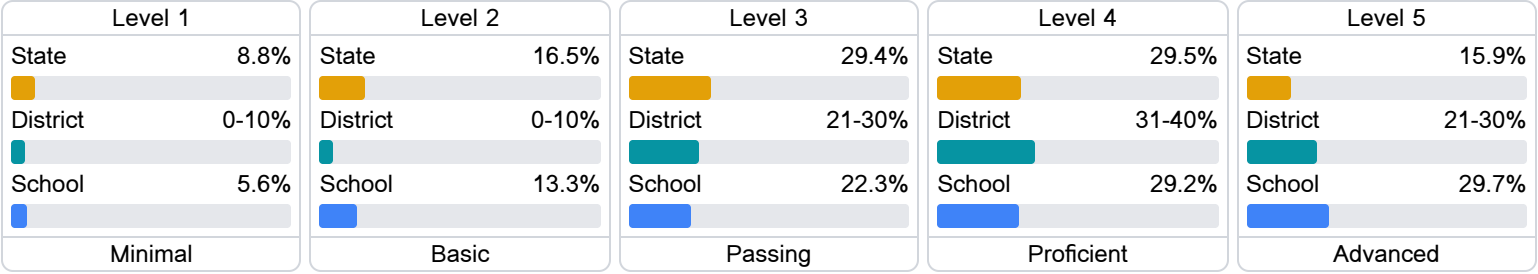 Level 1
State 8.8%
District 0-10%
School 5.6%
Minimal
Level 2
State 16.5%
District 0-10%
School 13.3%
Basic
Level 3
State 29.4%
District 21-30%
School 22.3%
Passing
Level 4
State 29.5%
District 31-40%
School 29.2%
Proficient
Level 5
State 15.9%
District 21-30%
School 29.7%
Advanced